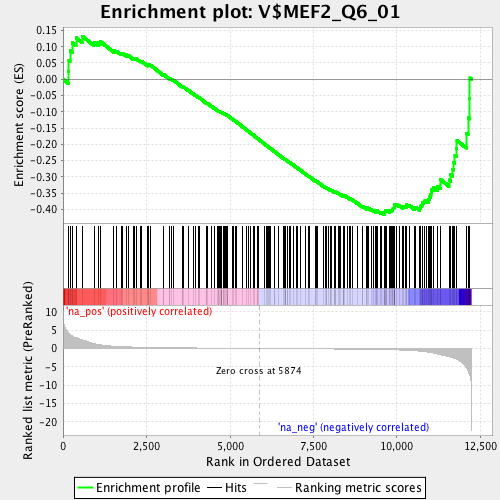 Enrichment plot: V$MEF2_Q6_01
Enrichment score (ES)
0.15
0.10
0.05
0.00
-0.05
-0.10
-0.15
-0.20
-0.25
-0.30
-0.35
-0.40
'na_pos' (positively correlated)
Ranked list metric (PreRanked)
10
5
0
-5
-10
-15
-20
Zero cross at 5874
'na_neg' (negatively correlated)
0
2,500
5,000
7,500
10,000
12,500
Rank in Ordered Dataset
Enrichment profile
Hits
Ranking metric scores